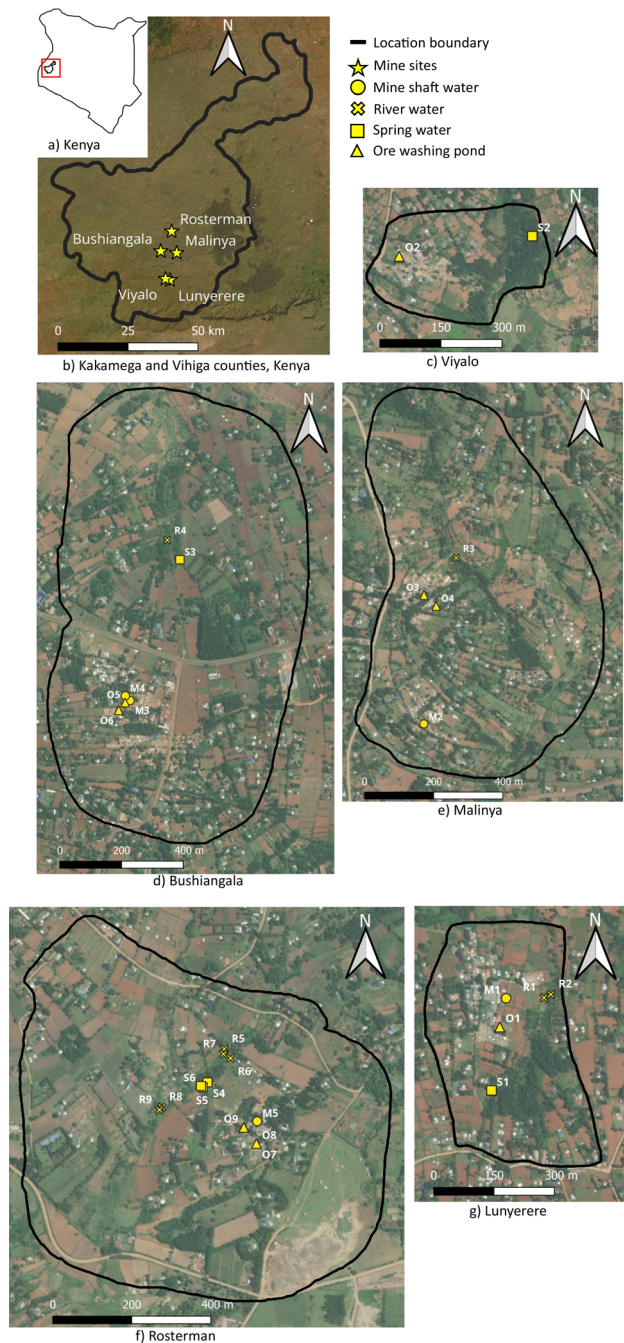 a) Kenya
N
Rosterman
Bushiangala
Malinya
Viyalo
Lunyerere
0 25 50 km
b) Kakamega and Vihiga counties, Kenya
Location boundary
Mine sites
Mine shaft water
River water
Spring water
Ore washing pond
N
S2
O2
0 150 300 m
c) Viyalo
N
R4
S3
O5 M4
M3
O6
0 200 400 m
d) Bushiangala
N
R3
O3
O4
M2
0 200 400 m
e) Malinya
N
R7 R5
R6
S6
S4
S5
R9 R8
M5
O9
O8
O7
0 200 400 m
f) Rosterman
N
M1 R1 R2
O1
S1
0 150 300 m
g) Lunyerere